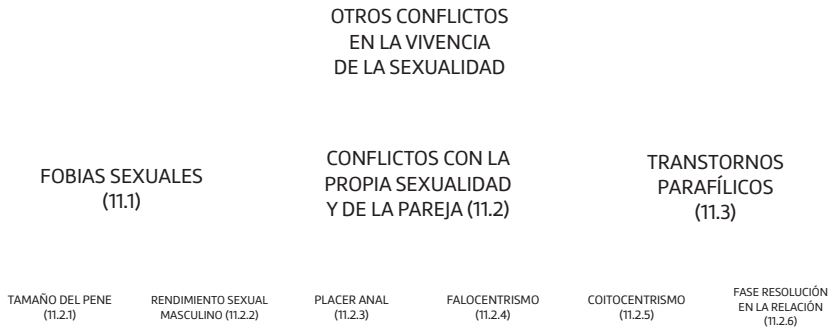 OTROS CONFLICTOS
EN LA VIVENCIA
DE LA SEXUALIDAD
FOBIAS SEXUALES
(11.1)
CONFLICTOS CON LA
PROPIA SEXUALIDAD
Y DE LA PAREJA (11.2)
TRANSTORNOS
PARAFÍLICOS
(11.3)
TAMAÑO DEL PENE
(11.2.1)
RENDIMIENTO SEXUAL
MASCULINO (11.2.2)
PLACER ANAL
(11.2.3)
FALOCENTRISMO
(11.2.4)
COITOCENTRISMO
(11.2.5)
FASE RESOLUCIÓN
EN LA RELACIÓN
(11.2.6)